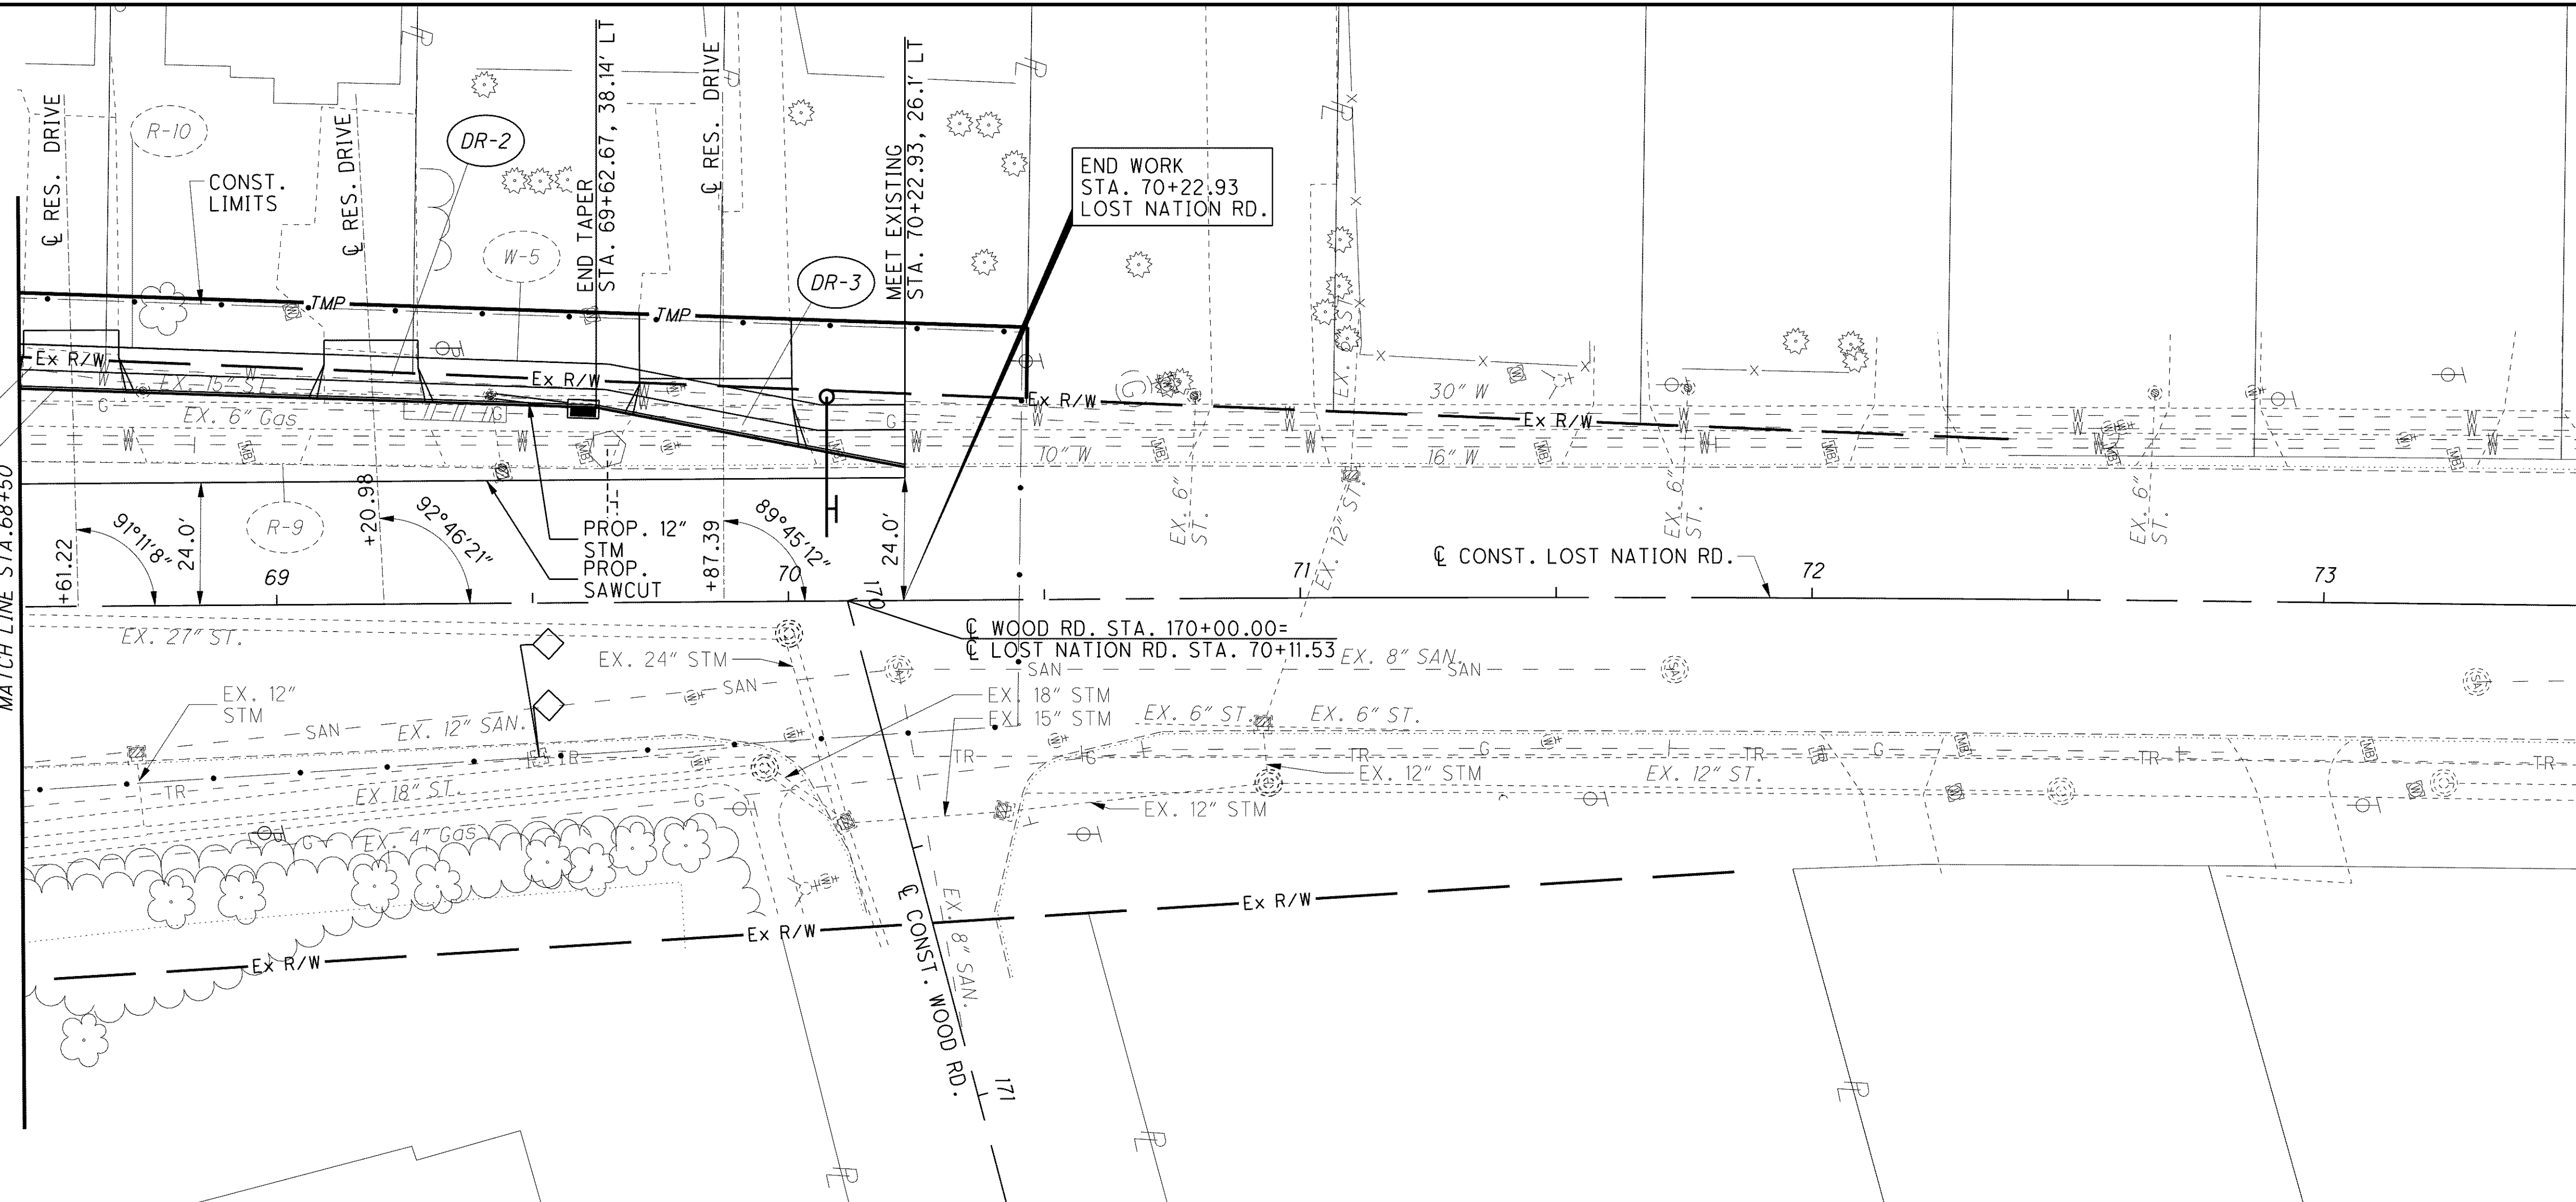 ℄ RES. DRIVE
R-10
CONST.
LIMITS
℄ RES. DRIVE
DR-2
W-5
END TAPER
STA. 69+62.67, 38.14' LT
℄ RES. DRIVE
DR-3
MEET EXISTING
STA. 70+22.93, 26.1' LT
END WORK
STA. 70+22.93
LOST NATION RD.
TMP
TMP
Ex R/W
Ex R/W
Ex R/W
Ex R/W
EX. 15" ST.
EX. 6" Gas
30" W
10" W
16" W
EX. 6"
ST.
EX. 12" ST.
EX. 6"
ST.
EX. 6"
ST.
MATCH LINE STA.68+50
+61.22
91°11'8"
24.0'
R-9
+20.98
92°46'21"
PROP. 12"
STM
PROP.
SAWCUT
+87.39
89°45'12"
24.0'
69
70
170
71
72
73
℄ CONST. LOST NATION RD.
℄ WOOD RD. STA. 170+00.00=
℄ LOST NATION RD. STA. 70+11.53
EX. 27" ST.
EX. 24" STM
SAN
EX. 8" SAN.
SAN
EX. 12"
STM
SAN
EX. 12" SAN.
SAN
EX. 18" STM
EX. 15" STM
EX. 6" ST.
EX. 6" ST.
TR
TR
TR
TR
TR
TR
G
G
G
EX. 18" ST.
EX. 12" STM
EX. 12" ST.
EX. 12" STM
G
EX. 4" Gas
G
Ex R/W
Ex R/W
Ex R/W
℄ CONST. WOOD RD.
EX. 8" SAN.
171